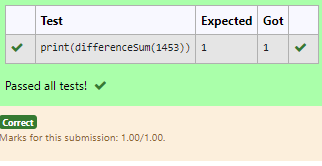 Test Expected Got
print(differenceSum(1453)) 1 1
Passed all tests!
Correct
Marks for this submission: 1.00/1.00.